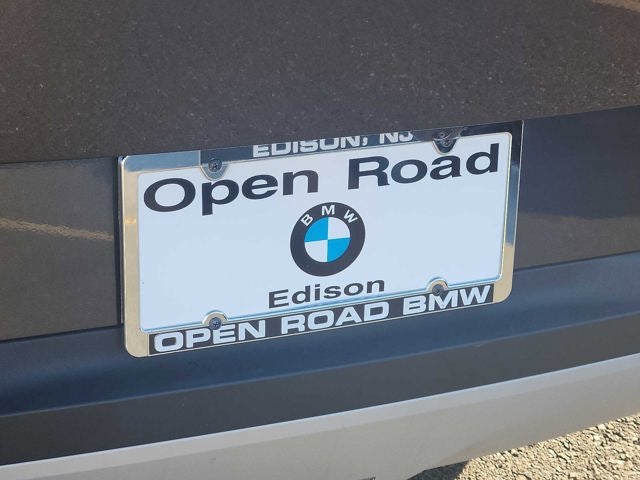 EDISON, NJ
Open Road
BMW
Edison
OPEN ROAD BMW